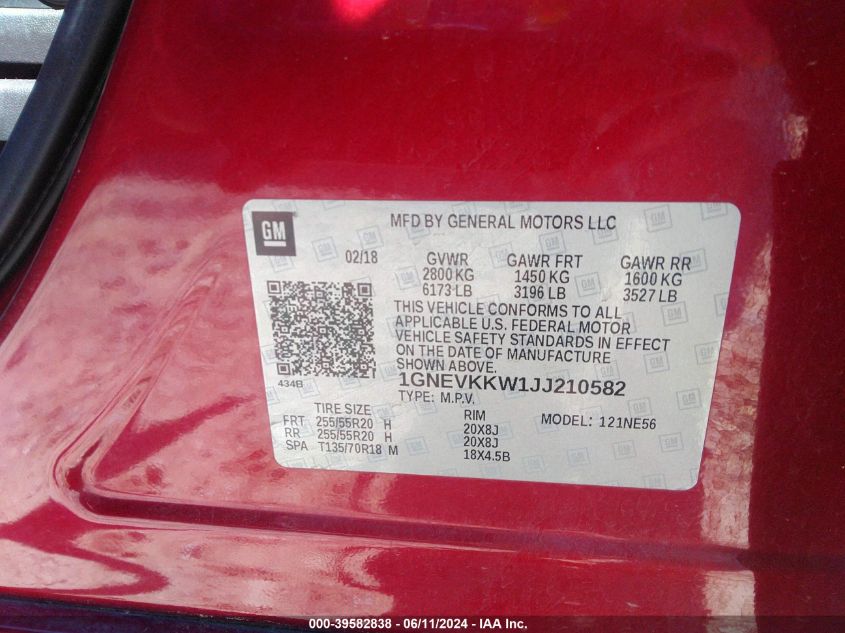 GM
MFD BY GENERAL MOTORS LLC
02/18 GVWR GAWR FRT GAWR RR
2800 KG 1450 KG 1600 KG
6173 LB 3196 LB 3527 LB
THIS VEHICLE CONFORMS TO ALL
APPLICABLE U.S. FEDERAL MOTOR
VEHICLE SAFETY STANDARDS IN EFFECT
ON THE DATE OF MANUFACTURE
SHOWN ABOVE.
434B 1GNEVKKW1JJ210582
TYPE: M.P.V.
TIRE SIZE RIM MODEL: 121NE56
FRT 255/55R20 H 20X8J
RR 255/55R20 H 20X8J
SPA T135/70R18 M 18X4.5B
000-39582838 - 06/11/2024 - IAA Inc.